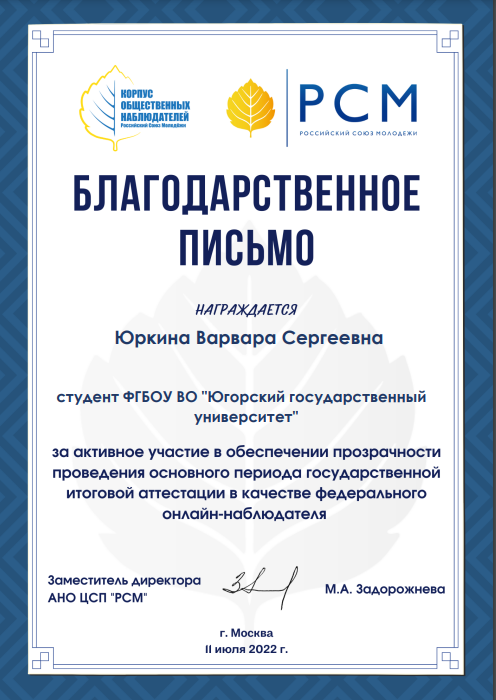 КОРПУС
ОБЩЕСТВЕННЫХ
НАБЛЮДАТЕЛЕЙ
Российский Союз Молодёжи
РСМ
РОССИЙСКИЙ СОЮЗ МОЛОДЕЖИ
БЛАГОДАРСТВЕННОЕ
ПИСЬМО
НАГРАЖДАЕТСЯ
Юркина Варвара Сергеевна
студент ФГБОУ ВО "Югорский государственный
университет"
за активное участие в обеспечении прозрачности
проведения основного периода государственной
итоговой аттестации в качестве федерального
онлайн-наблюдателя
Заместитель директора
АНО ЦСП "РСМ"
М.А. Задорожнева
г. Москва
11 июля 2022 г.